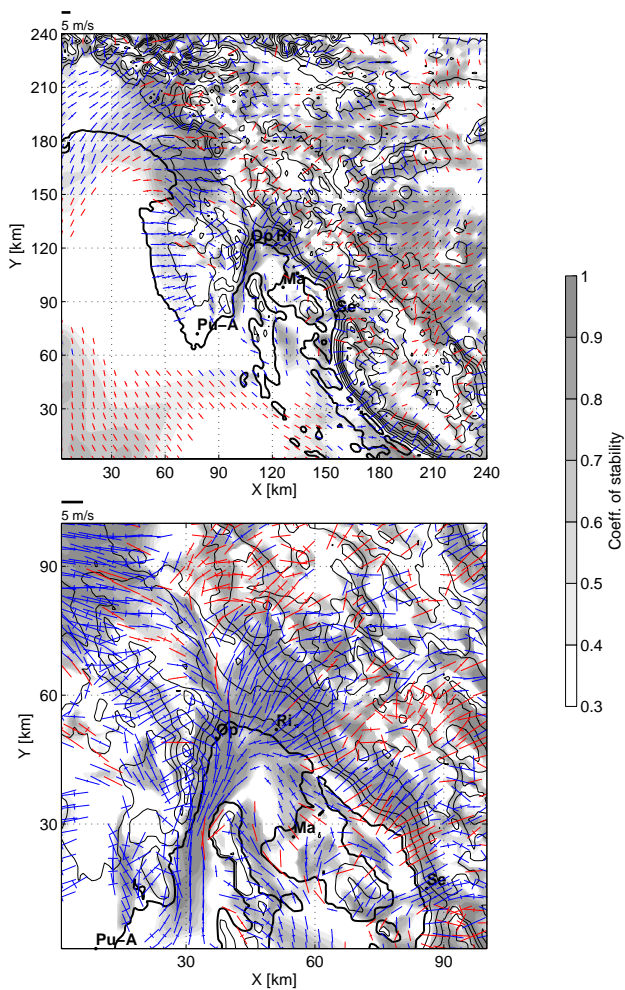 5 m/s
240
210
180
150
120
90
60
30
Y [km]
Op Ri
Ma
Se
Pu−A
30 60 90 120 150 180 210 240
X [km]
5 m/s
90
60
30
Y [km]
Op
Ri
Ma
Se
Pu−A
30 60 90
X [km]
1
0.9
0.8
0.7
0.6
0.5
0.4
0.3
Coeff. of stability